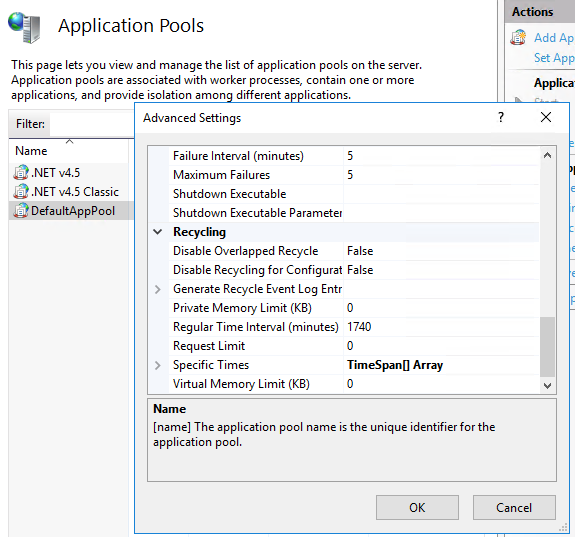 Application Pools
This page lets you view and manage the list of application pools on the server.
Application pools are associated with worker processes, contain one or more
applications, and provide isolation among different applications.
Filter:
Name
.NET v4.5
.NET v4.5 Classic
DefaultAppPool
Actions
Add Ap
Set App
Applicati
Start
Advanced Settings
?
Failure Interval (minutes) 5
Maximum Failures 5
Shutdown Executable
Shutdown Executable Parameter
Recycling
Disable Overlapped Recycle False
Disable Recycling for Configurat False
Generate Recycle Event Log Entr
Private Memory Limit (KB) 0
Regular Time Interval (minutes) 1740
Request Limit 0
Specific Times TimeSpan[] Array
Virtual Memory Limit (KB) 0
Name
[name] The application pool name is the unique identifier for the
application pool.
OK
Cancel